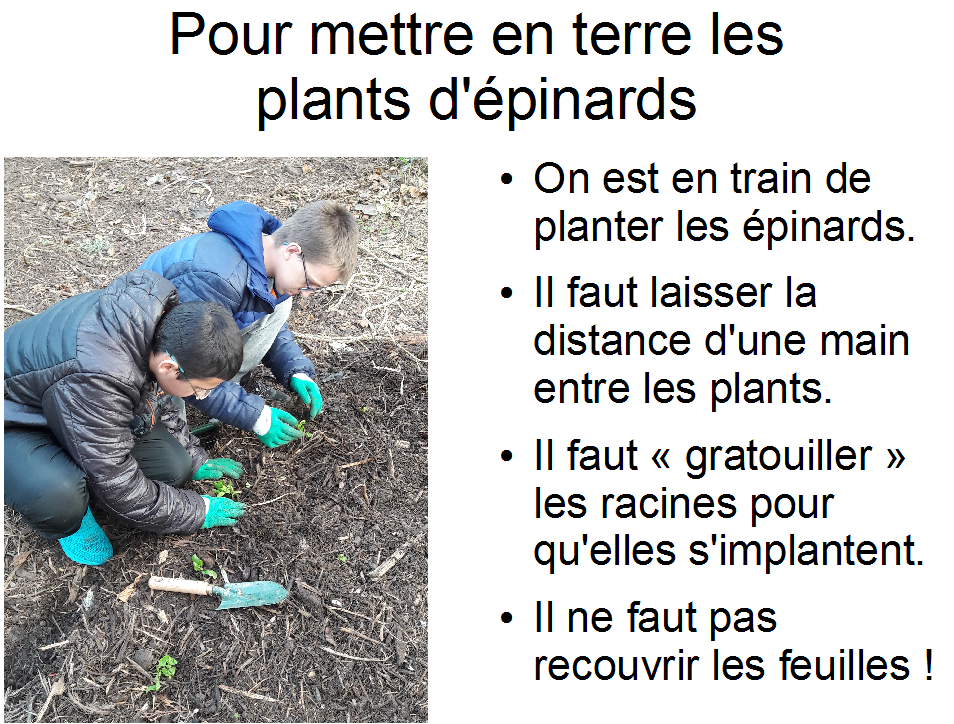 Pour mettre en terre les
plants d'épinards
• On est en train de
planter les épinards.
• Il faut laisser la
distance d'une main
entre les plants.
• Il faut « gratouiller »
les racines pour
qu'elles s'implantent.
• Il ne faut pas
recouvrir les feuilles !